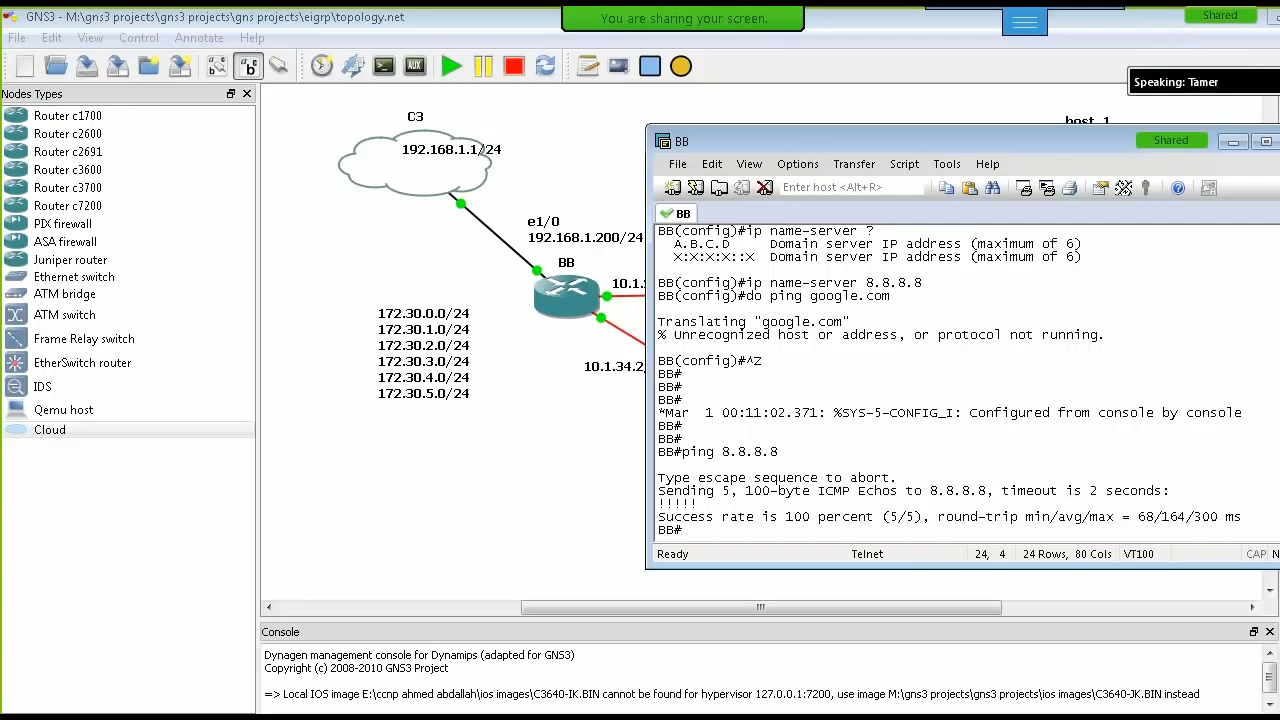 GNS3 - M:\gns3 projects\gns3 projects\gns projects\eigrp\topology.net
You are sharing your screen.
Shared
File Edit View Control Annotate Help
AUX
Speaking: Tamer
Nodes Types
Router c1700
Router c2600
Router c2691
Router c3600
Router c3700
Router c7200
PIX firewall
ASA firewall
Juniper router
Ethernet switch
ATM bridge
ATM switch
Frame Relay switch
EtherSwitch router
IDS
Qemu host
Cloud
C3
192.168.1.1/24
host_1
e1/0
192.168.1.200/24
BB
10.1.
10.1.34.2
172.30.0.0/24
172.30.1.0/24
172.30.2.0/24
172.30.3.0/24
172.30.4.0/24
172.30.5.0/24
BB
Shared
File Edit View Options Transfer Script Tools Help
Enter host <Alt+R>
BB
BB(config)#ip name-server ?
A.B.C.D Domain server IP address (maximum of 6)
X:X:X:X::X Domain server IP address (maximum of 6)
BB(config)#ip name-server 8.8.8.8
BB(config)#do ping google.com
Translating "google.com"
% Unrecognized host or address, or protocol not running.
BB(config)#^Z
BB#
BB#
BB#
*Mar 1 00:11:02.371: %SYS-5-CONFIG_I: Configured from console by console
BB#
BB#
BB#ping 8.8.8.8
Type escape sequence to abort.
Sending 5, 100-byte ICMP Echos to 8.8.8.8, timeout is 2 seconds:
!!!!!
Success rate is 100 percent (5/5), round-trip min/avg/max = 68/164/300 ms
BB#
Ready Telnet 24, 4 24 Rows, 80 Cols VT100 CAP N
Console
Dynagen management console for Dynamips (adapted for GNS3)
Copyright (c) 2008-2010 GNS3 Project
=> Local IOS image E:\ccnp ahmed abdallah\ios images\C3640-IK.BIN cannot be found for hypervisor 127.0.0.1:7200, use image M:\gns3 projects\gns3 projects\ios images\C3640-JK.BIN instead